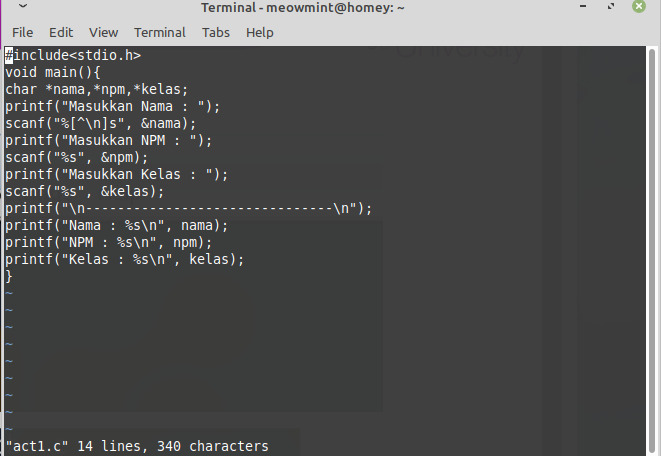 Terminal - meowmint@homey: ~
File Edit View Terminal Tabs Help
#include<stdio.h>
void main(){
char *nama,*npm,*kelas;
printf("Masukkan Nama : ");
scanf("%[^\n]s", &nama);
printf("Masukkan NPM : ");
scanf("%s", &npm);
printf("Masukkan Kelas : ");
scanf("%s", &kelas);
printf("\n-------------------------------\n");
printf("Nama : %s\n", nama);
printf("NPM : %s\n", npm);
printf("Kelas : %s\n", kelas);
}
~
~
~
~
~
~
~
~
~
"act1.c" 14 lines, 340 characters